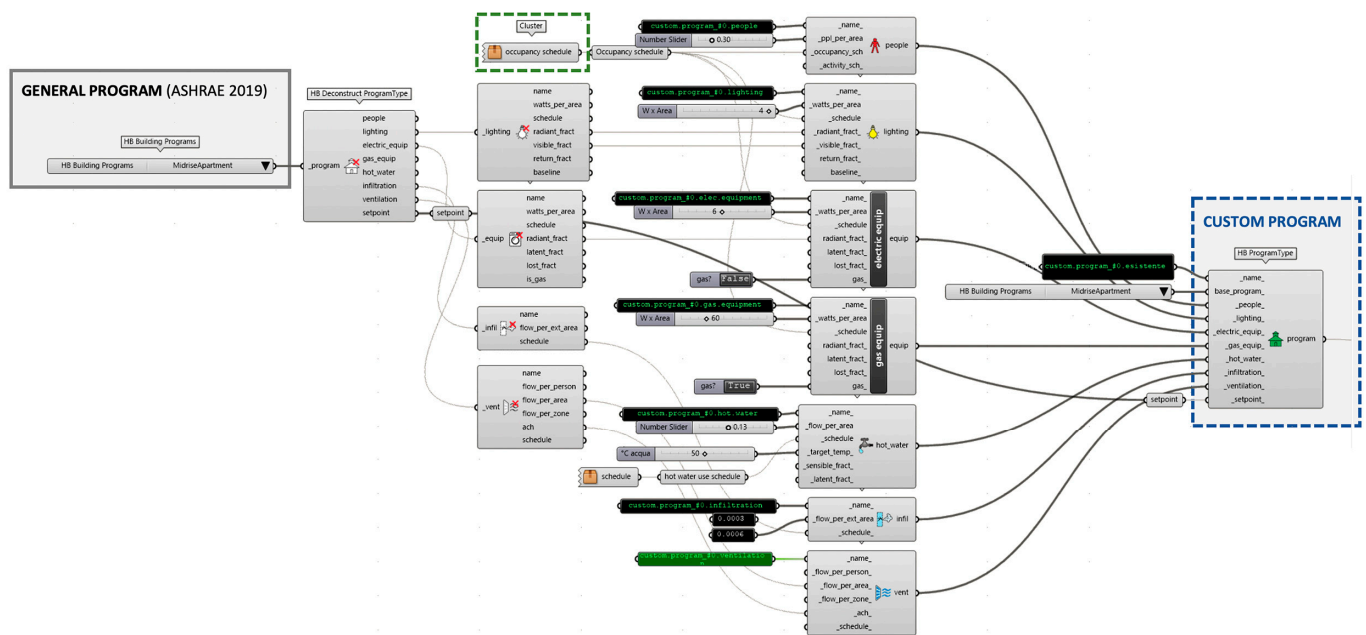 Cluster
occupancy schedule
Occupancy schedule
custom.program_#0.people
Number Slider 0.30
_name_
_ppl_per_area
_occupancy_sch
_activity_sch_
people
GENERAL PROGRAM (ASHRAE 2019)
HB Building Programs
HB Building Programs MidriseApartment
HB Deconstruct ProgramType
_program
people
lighting
electric_equip
gas_equip
hot_water
infiltration
ventilation
setpoint
setpoint
_lighting
name
watts_per_area
schedule
radiant_fract
visible_fract
return_fract
baseline
custom.program_#0.lighting
W x Area 4
_name_
_watts_per_area
_schedule
_radiant_fract_
_visible_fract_
return_fract_
baseline_
lighting
_equip
name
watts_per_area
schedule
radiant_fract
latent_fract
lost_fract
is_gas
custom.program_#0.elec.equipment
W x Area 6
gas? False
_name_
_watts_per_area
_schedule
radiant_fract_
latent_fract_
lost_fract_
gas_
electric equip
equip
custom.program_#0.gas.equipment
W x Area 60
gas? True
_name_
_watts_per_area
_schedule
radiant_fract_
latent_fract_
lost_fract_
gas_
gas equip
equip
_infil
name
flow_per_ext_area
schedule
_vent
name
flow_per_person
flow_per_area
flow_per_zone
ach
schedule
custom.program_#0.hot.water
Number Slider 0.13
°C acqua 50
schedule
hot water use schedule
_name_
_flow_per_area
_schedule
_target_temp_
_sensible_fract_
_latent_fract_
hot_water
custom.program_#0.infiltration
0.0003
0.0006
_name_
_flow_per_ext_area
_schedule_
infil
custom.program_#0.ventilatio
n
_name_
_flow_per_person_
_flow_per_area_
_flow_per_zone_
_ach_
_schedule_
vent
CUSTOM PROGRAM
HB ProgramType
custom.program_#0.esistente
HB Building Programs MidriseApartment
setpoint
_name_
base_program_
_people_
_lighting_
_electric_equip_
_gas_equip_
_hot_water_
_infiltration_
_ventilation_
_setpoint_
program